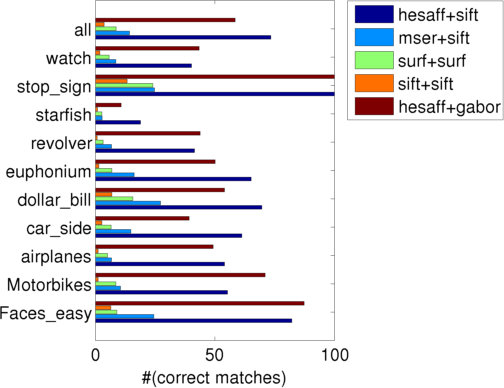 all
watch
stop_sign
starfish
revolver
euphonium
dollar_bill
car_side
airplanes
Motorbikes
Faces_easy
0 50 100
#(correct matches)
hesaff+sift
mser+sift
surf+surf
sift+sift
hesaff+gabor